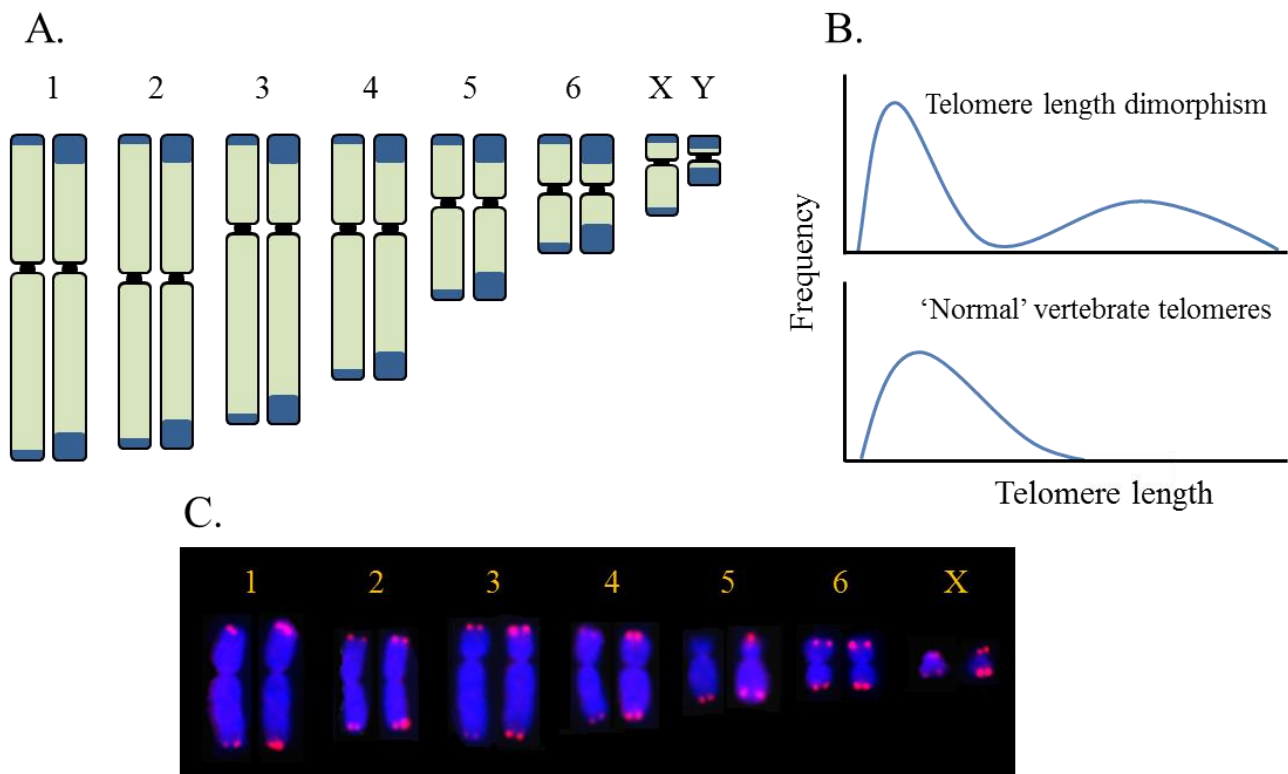 A.
1 2 3 4 5 6 X Y
B.
Telomere length dimorphism
Frequency
‘Normal’ vertebrate telomeres
Telomere length
C.
1 2 3 4 5 6 X